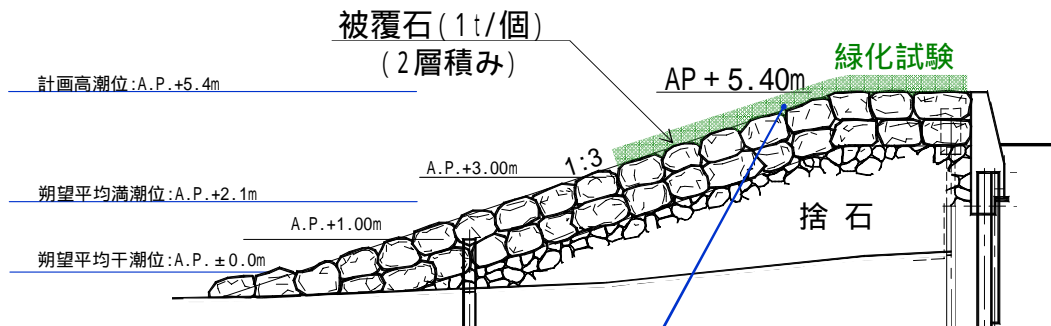 被覆石(1t/個)
(2層積み)
緑化試験
計画高潮位:A.P.+5.4m
AP+5.40m
A.P.+3.00m
1:3
朔望平均満潮位:A.P.+2.1m
A.P.+1.00m
捨石
朔望平均干潮位:A.P.±0.0m